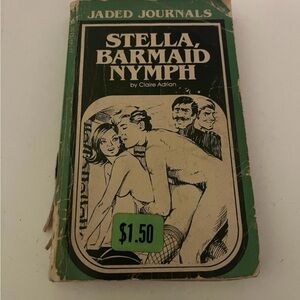 JADED JOURNALS
STELLA,
BARMAID
NYMPH
by Claire Adrian
$1.50